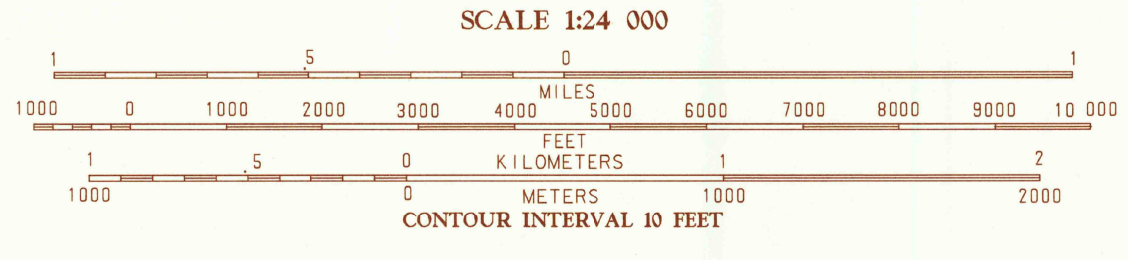 SCALE 1:24 000
1 .5 0 1
MILES
1000 0 1000 2000 3000 4000 5000 6000 7000 8000 9000 10 000
FEET
KILOMETERS
1 .5 0 1 2
1000 0 METERS 1000 2000
CONTOUR INTERVAL 10 FEET